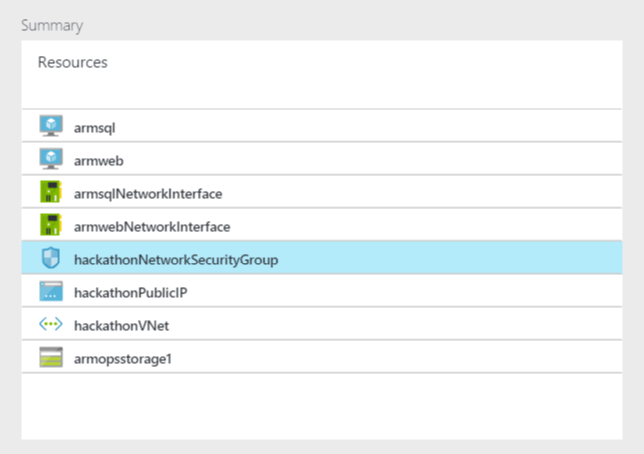 Summary
Resources
armsql
armweb
armsqlNetworkInterface
armwebNetworkInterface
hackathonNetworkSecurityGroup
hackathonPublicIP
hackathonVNet
armopsstorage1